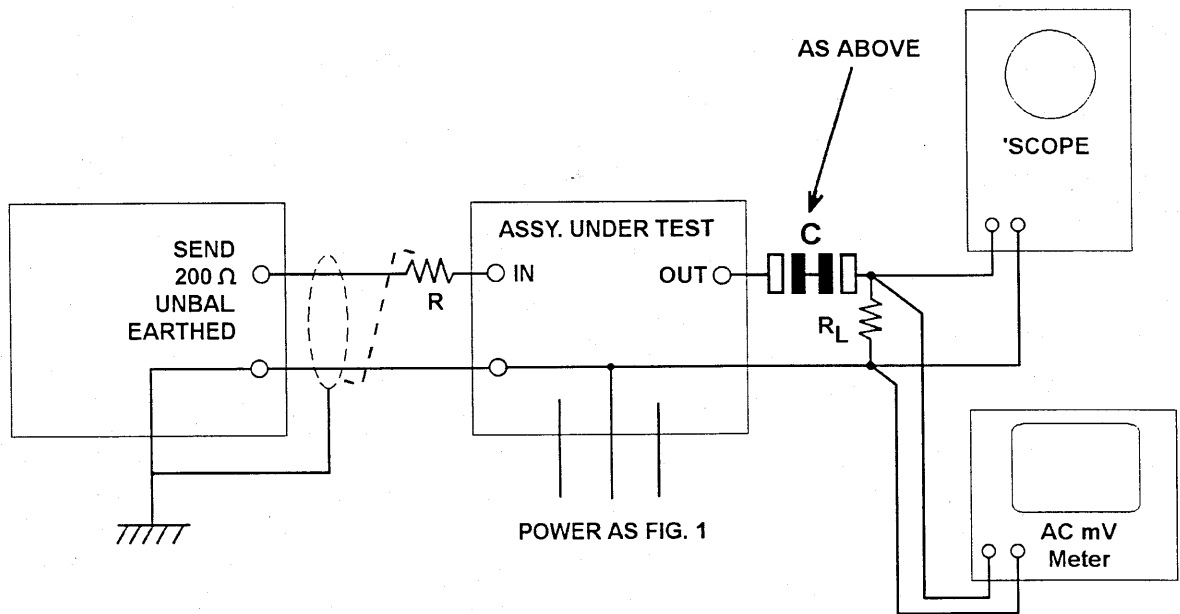 AS ABOVE
'SCOPE
SEND
200 Ω
UNBAL
EARTHED
R
ASSY. UNDER TEST
IN
OUT
C
R_L
POWER AS FIG. 1
AC mV
Meter